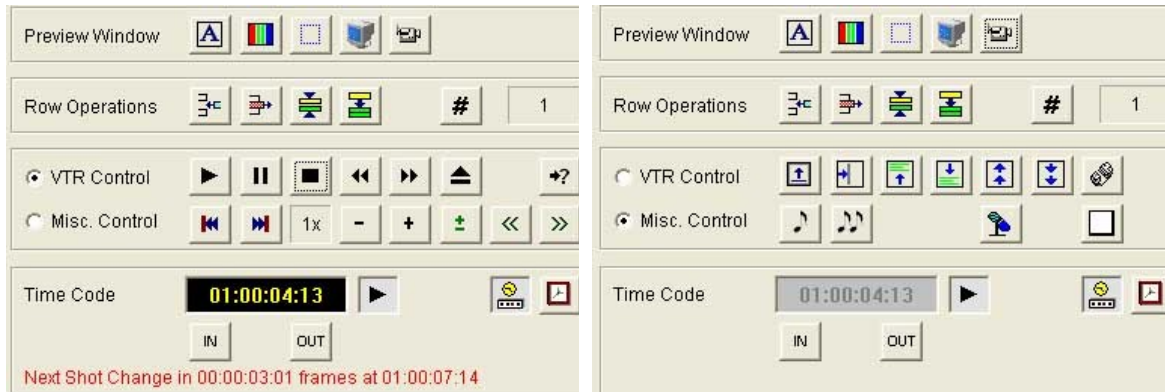 Preview Window A
Row Operations # 1
VTR Control →?
Misc. Control 1x - + ±
Time Code 01:00:04:13
IN OUT
Next Shot Change in 00:00:03:01 frames at 01:00:07:14
Preview Window A
Row Operations # 1
VTR Control
Misc. Control
Time Code 01:00:04:13
IN OUT